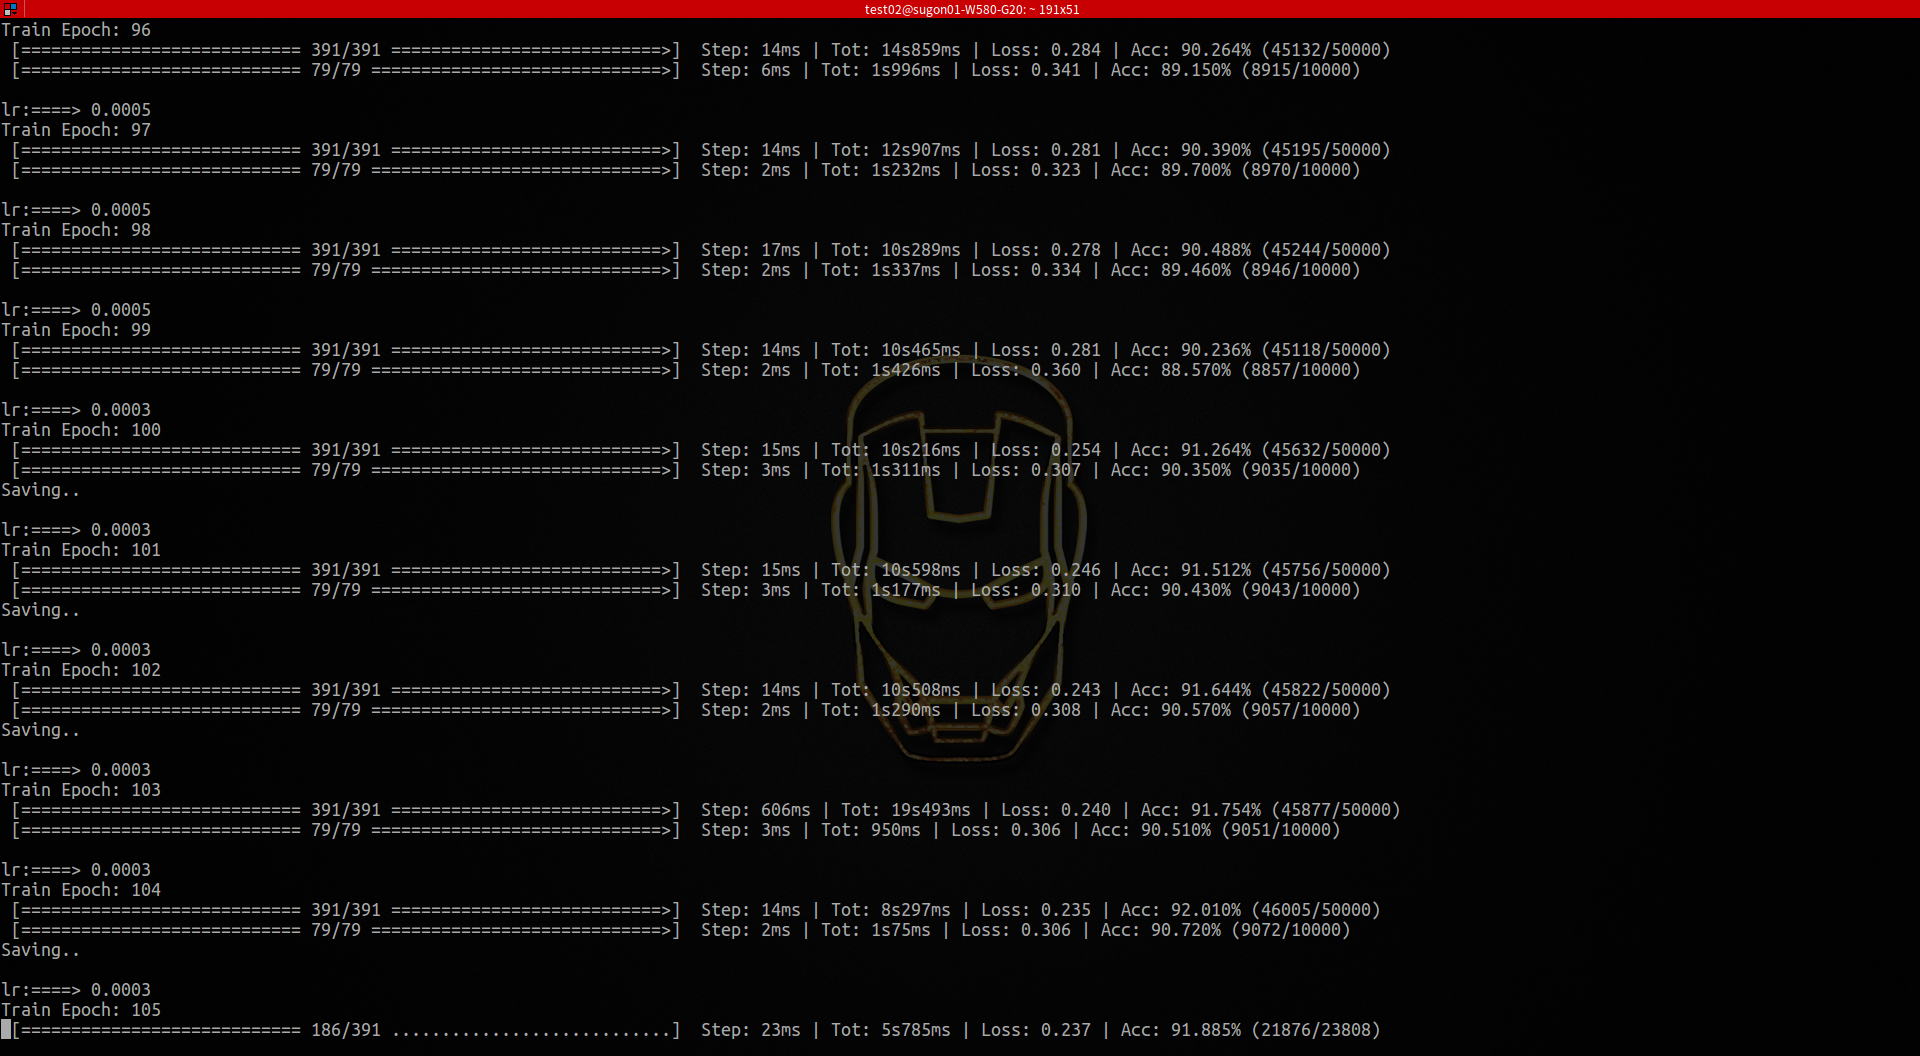 test02@sugon01-W580-G20: ~ 191x51
Train Epoch: 96
[============================ 391/391 ===========================>]  Step: 14ms | Tot: 14s859ms | Loss: 0.284 | Acc: 90.264% (45132/50000)
[============================ 79/79 =============================>]  Step: 6ms | Tot: 1s996ms | Loss: 0.341 | Acc: 89.150% (8915/10000)
lr:====> 0.0005
Train Epoch: 97
[============================ 391/391 ===========================>]  Step: 14ms | Tot: 12s907ms | Loss: 0.281 | Acc: 90.390% (45195/50000)
[============================ 79/79 =============================>]  Step: 2ms | Tot: 1s232ms | Loss: 0.323 | Acc: 89.700% (8970/10000)
lr:====> 0.0005
Train Epoch: 98
[============================ 391/391 ===========================>]  Step: 17ms | Tot: 10s289ms | Loss: 0.278 | Acc: 90.488% (45244/50000)
[============================ 79/79 =============================>]  Step: 2ms | Tot: 1s337ms | Loss: 0.334 | Acc: 89.460% (8946/10000)
lr:====> 0.0005
Train Epoch: 99
[============================ 391/391 ===========================>]  Step: 14ms | Tot: 10s465ms | Loss: 0.281 | Acc: 90.236% (45118/50000)
[============================ 79/79 =============================>]  Step: 2ms | Tot: 1s426ms | Loss: 0.360 | Acc: 88.570% (8857/10000)
lr:====> 0.0003
Train Epoch: 100
[============================ 391/391 ===========================>]  Step: 15ms | Tot: 10s216ms | Loss: 0.254 | Acc: 91.264% (45632/50000)
[============================ 79/79 =============================>]  Step: 3ms | Tot: 1s311ms | Loss: 0.307 | Acc: 90.350% (9035/10000)
Saving..
lr:====> 0.0003
Train Epoch: 101
[============================ 391/391 ===========================>]  Step: 15ms | Tot: 10s598ms | Loss: 0.246 | Acc: 91.512% (45756/50000)
[============================ 79/79 =============================>]  Step: 3ms | Tot: 1s177ms | Loss: 0.310 | Acc: 90.430% (9043/10000)
Saving..
lr:====> 0.0003
Train Epoch: 102
[============================ 391/391 ===========================>]  Step: 14ms | Tot: 10s508ms | Loss: 0.243 | Acc: 91.644% (45822/50000)
[============================ 79/79 =============================>]  Step: 2ms | Tot: 1s290ms | Loss: 0.308 | Acc: 90.570% (9057/10000)
Saving..
lr:====> 0.0003
Train Epoch: 103
[============================ 391/391 ===========================>]  Step: 606ms | Tot: 19s493ms | Loss: 0.240 | Acc: 91.754% (45877/50000)
[============================ 79/79 =============================>]  Step: 3ms | Tot: 950ms | Loss: 0.306 | Acc: 90.510% (9051/10000)
lr:====> 0.0003
Train Epoch: 104
[============================ 391/391 ===========================>]  Step: 14ms | Tot: 8s297ms | Loss: 0.235 | Acc: 92.010% (46005/50000)
[============================ 79/79 =============================>]  Step: 2ms | Tot: 1s75ms | Loss: 0.306 | Acc: 90.720% (9072/10000)
Saving..
lr:====> 0.0003
Train Epoch: 105
[============================ 186/391 ............................]  Step: 23ms | Tot: 5s785ms | Loss: 0.237 | Acc: 91.885% (21876/23808)